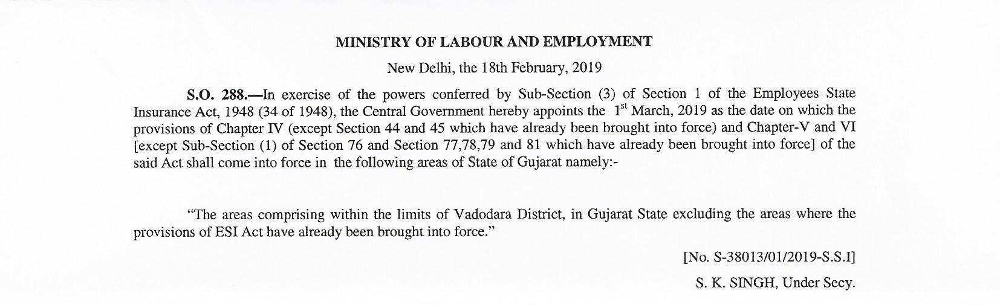 MINISTRY OF LABOUR AND EMPLOYMENT
New Delhi, the 18th February, 2019
S.O. 288.—In exercise of the powers conferred by Sub-Section (3) of Section 1 of the Employees State
Insurance Act, 1948 (34 of 1948), the Central Government hereby appoints the 1st March, 2019 as the date on which the
provisions of Chapter IV (except Section 44 and 45 which have already been brought into force) and Chapter-V and VI
[except Sub-Section (1) of Section 76 and Section 77,78,79 and 81 which have already been brought into force] of the
said Act shall come into force in the following areas of State of Gujarat namely:-
“The areas comprising within the limits of Vadodara District, in Gujarat State excluding the areas where the
provisions of ESI Act have already been brought into force.”
[No. S-38013/01/2019-S.S.I]
S. K. SINGH, Under Secy.